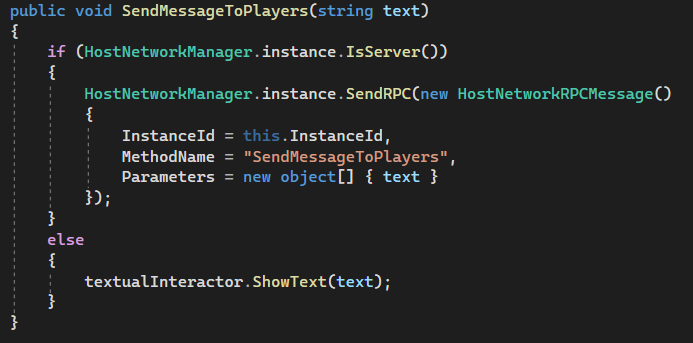 public void SendMessageToPlayers(string text)
{
    if (HostNetworkManager.instance.IsServer())
    {
        HostNetworkManager.instance.SendRPC(new HostNetworkRPCMessage()
        {
            InstanceId = this.InstanceId,
            MethodName = "SendMessageToPlayers",
            Parameters = new object[] { text }
        });
    }
    else
    {
        textualInteractor.ShowText(text);
    }
}